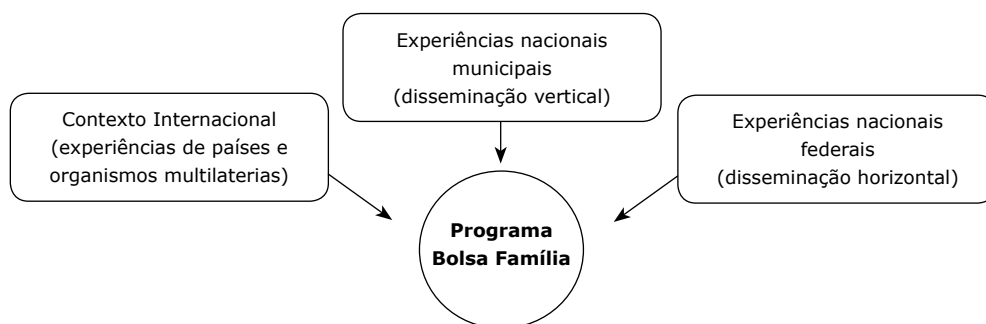 Experiências nacionais
municipais
(disseminação vertical)
Contexto Internacional
(experiências de países e
organismos multilaterias)
Experiências nacionais
federais
(disseminação horizontal)
Programa
Bolsa Família